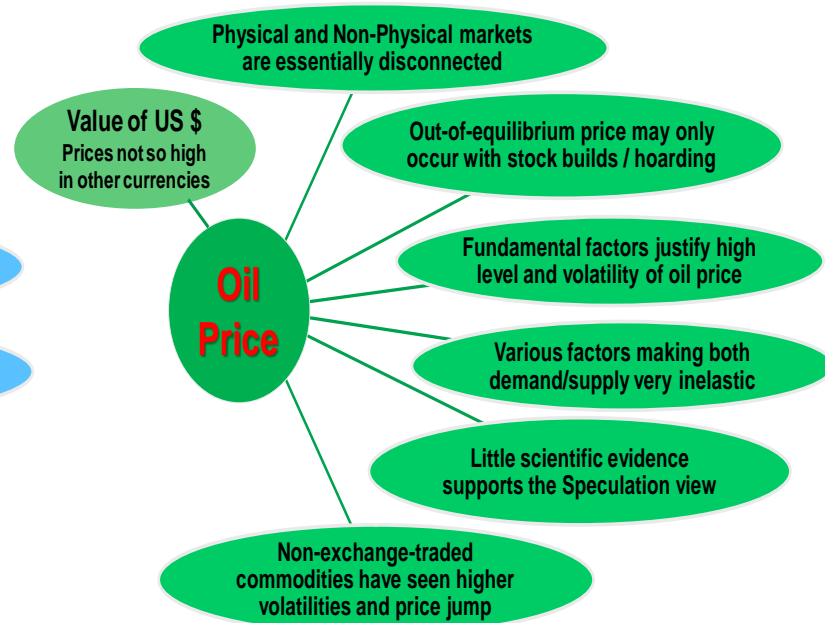 Physical and Non-Physical markets
are essentially disconnected
Value of US $
Prices not so high
in other currencies
Out-of-equilibrium price may only
occur with stock builds / hoarding
Fundamental factors justify high
level and volatility of oil price
Oil
Price
Various factors making both
demand/supply very inelastic
Little scientific evidence
supports the Speculation view
Non-exchange-traded
commodities have seen higher
volatilities and price jump